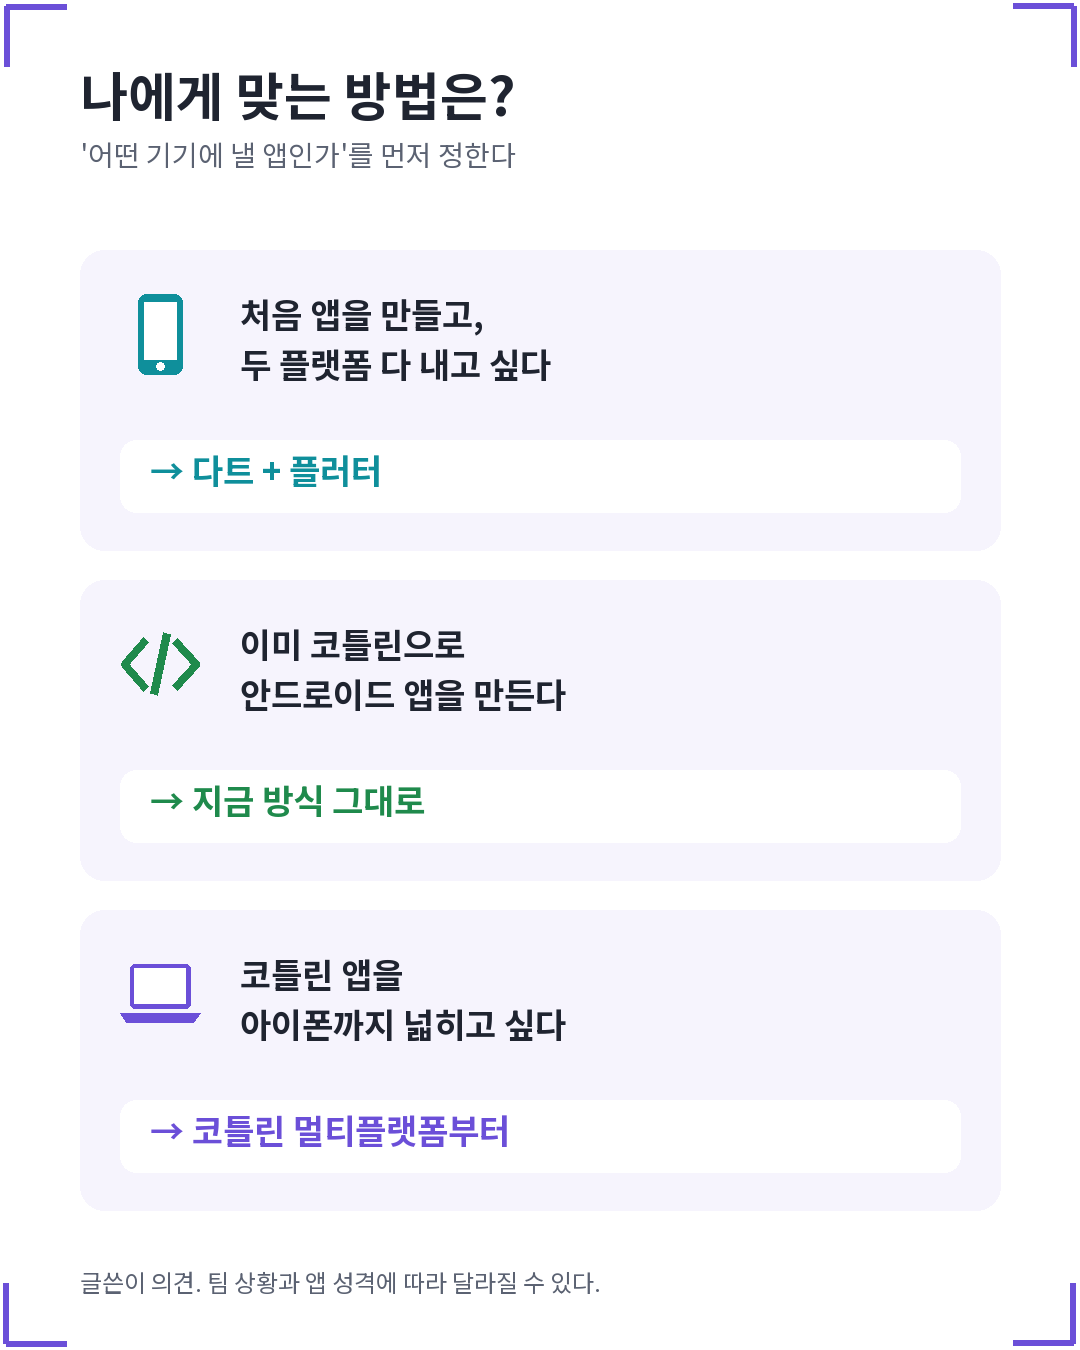 나에게 맞는 방법은?
'어떤 기기에 낼 앱인가'를 먼저 정한다
처음 앱을 만들고,
두 플랫폼 다 내고 싶다
→ 다트 + 플러터
이미 코틀린으로
안드로이드 앱을 만든다
→ 지금 방식 그대로
코틀린 앱을
아이폰까지 넓히고 싶다
→ 코틀린 멀티플랫폼부터
글쓴이 의견. 팀 상황과 앱 성격에 따라 달라질 수 있다.